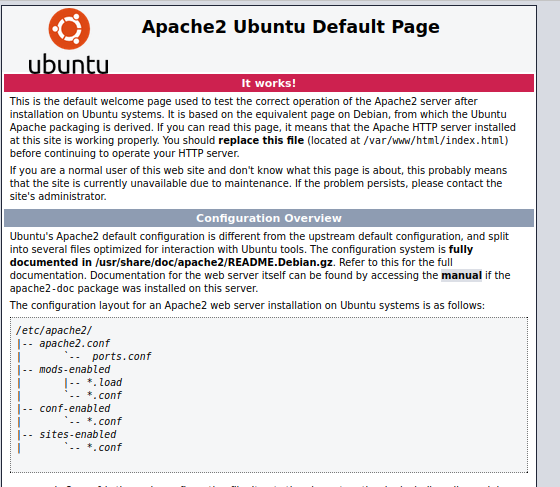 Apache2 Ubuntu Default Page
ubuntu
It works!
This is the default welcome page used to test the correct operation of the Apache2 server after
installation on Ubuntu systems. It is based on the equivalent page on Debian, from which the Ubuntu
Apache packaging is derived. If you can read this page, it means that the Apache HTTP server installed
at this site is working properly. You should replace this file (located at /var/www/html/index.html)
before continuing to operate your HTTP server.
If you are a normal user of this web site and don't know what this page is about, this probably means
that the site is currently unavailable due to maintenance. If the problem persists, please contact the
site's administrator.
Configuration Overview
Ubuntu's Apache2 default configuration is different from the upstream default configuration, and split
into several files optimized for interaction with Ubuntu tools. The configuration system is fully
documented in /usr/share/doc/apache2/README.Debian.gz. Refer to this for the full
documentation. Documentation for the web server itself can be found by accessing the manual if the
apache2-doc package was installed on this server.
The configuration layout for an Apache2 web server installation on Ubuntu systems is as follows:
/etc/apache2/
|-- apache2.conf
|       `--  ports.conf
|-- mods-enabled
|       |-- *.load
|       `-- *.conf
|-- conf-enabled
|       `-- *.conf
|-- sites-enabled
|       `-- *.conf